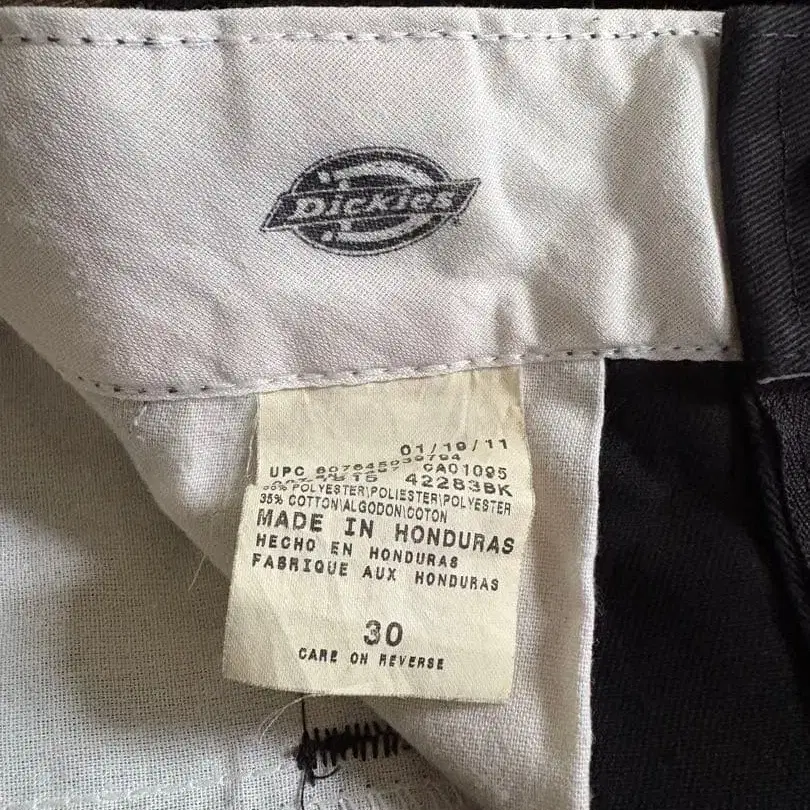 Dickies
01/19/11
UPC
CA01095
42283BK
POLYESTER\POLIESTER\POLYESTER
35% COTTON\ALGODON\COTON
MADE IN HONDURAS
HECHO EN HONDURAS
FABRIQUE AUX HONDURAS
30
CARE ON REVERSE